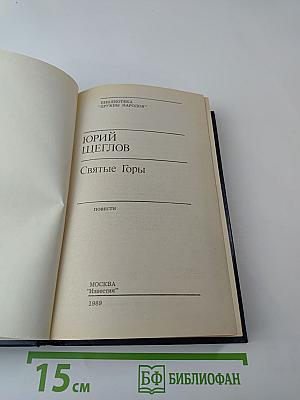 БИБЛИОТЕКА
"ДРУЖБЫ НАРОДОВ"
ЮРИЙ
ЩЕГЛОВ
Святые Горы
ПОВЕСТИ
МОСКВА
"Известия"
1989
15 см
БФ БИБЛИОФАН